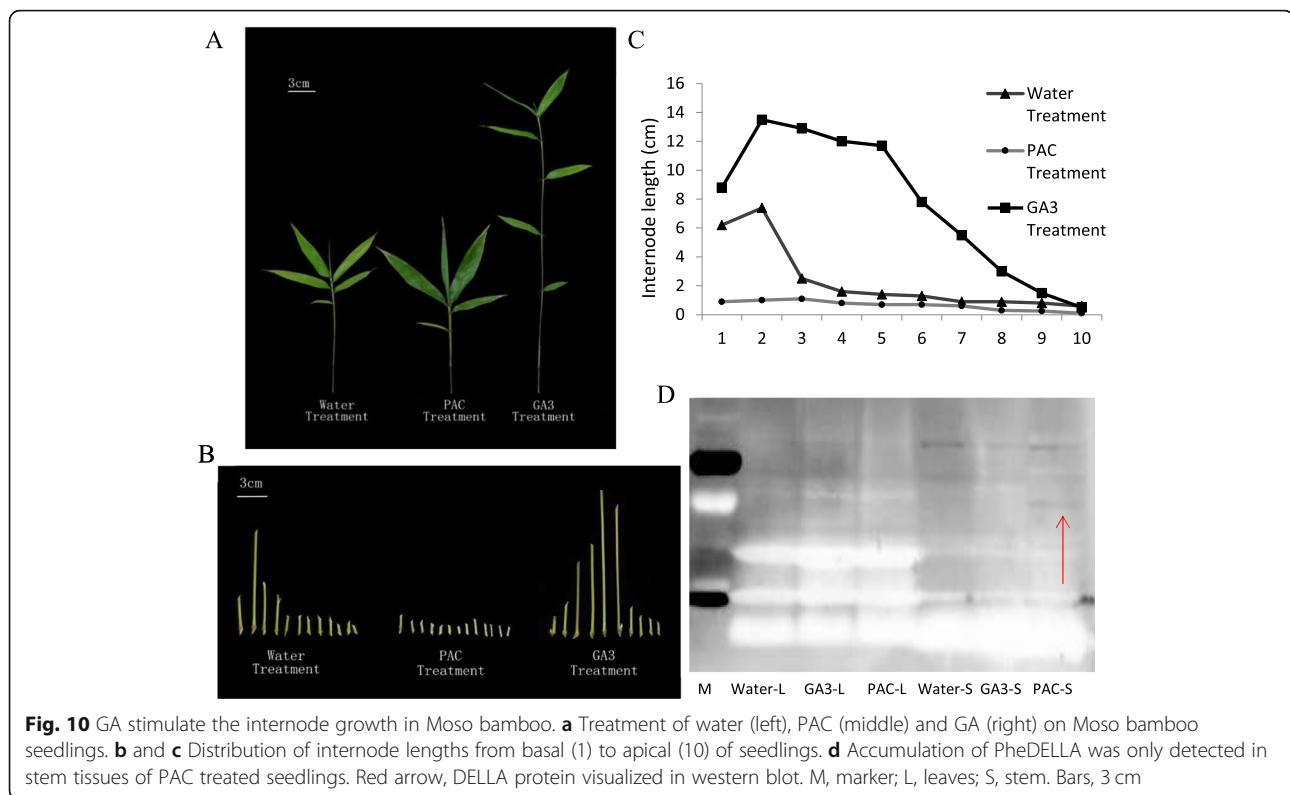 A
3cm
Water
Treatment
PAC
Treatment
GA3
Treatment
B
3cm
Water
Treatment
PAC
Treatment
GA3
Treatment
C
Internode length (cm)
16
14
12
10
8
6
4
2
0
1 2 3 4 5 6 7 8 9 10
Water
Treatment
PAC
Treatment
GA3
Treatment
D
M Water-L GA3-L PAC-L Water-S GA3-S PAC-S
Fig. 10 GA stimulate the internode growth in Moso bamboo. a Treatment of water (left), PAC (middle) and GA (right) on Moso bamboo
seedlings. b and c Distribution of internode lengths from basal (1) to apical (10) of seedlings. d Accumulation of PheDELLA was only detected in
stem tissues of PAC treated seedlings. Red arrow, DELLA protein visualized in western blot. M, marker; L, leaves; S, stem. Bars, 3 cm